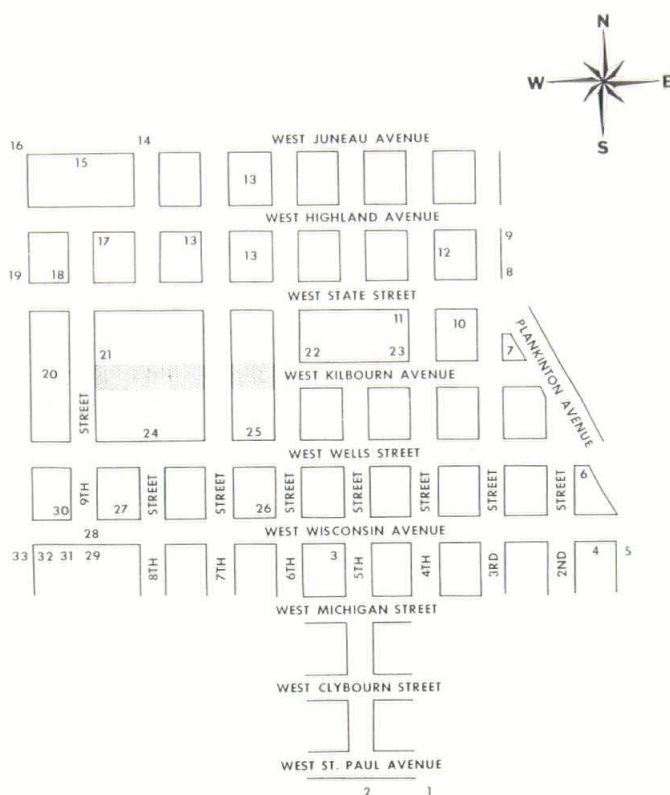 N
W E
S
16 14 WEST JUNEAU AVENUE
15
13
WEST HIGHLAND AVENUE
17 13 13 12 9
19 18 8
WEST STATE STREET
11 10
20 21 22 23 7 PLANKINTON AVENUE
WEST KILBOURN AVENUE
24 25
WEST WELLS STREET
6
30 9TH STREET 27 STREET STREET 26 STREET STREET STREET STREET STREET
28 WEST WISCONSIN AVENUE
33 32 31 29 8TH 7TH 6TH 3 5TH 4TH 3RD 2ND 4 5
WEST MICHIGAN STREET
WEST CLYBOURN STREET
WEST ST. PAUL AVENUE
2 1